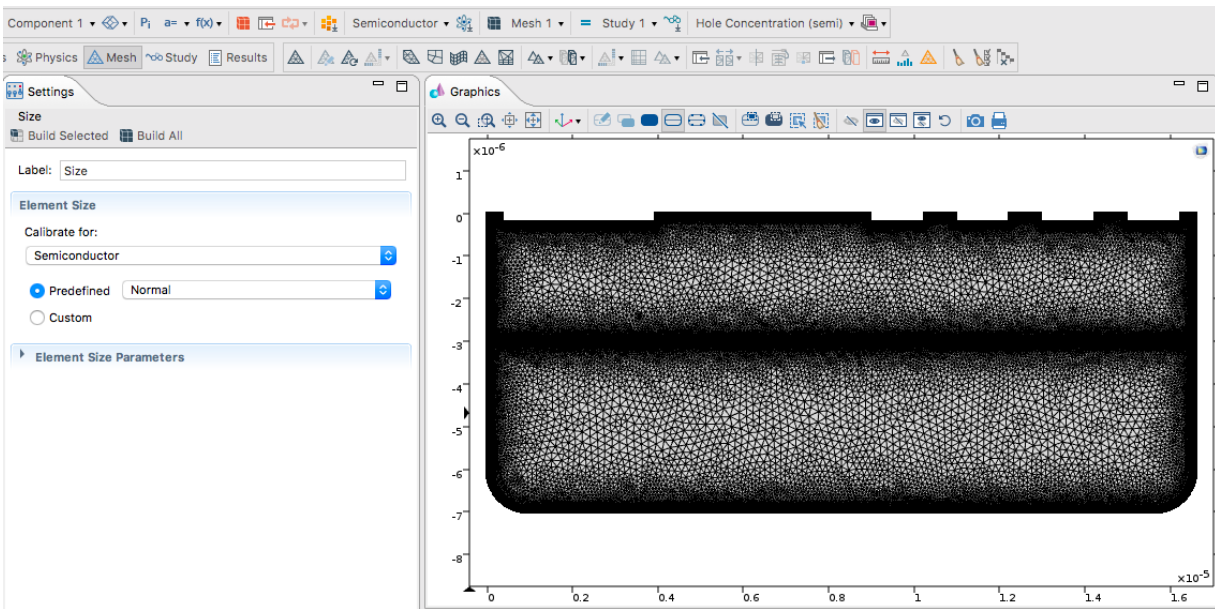 Component 1 Pi a= f(x) Semiconductor Mesh 1 = Study 1 Hole Concentration (semi)
s Physics Mesh Study Results
Settings
Size
Build Selected Build All
Label: Size
Element Size
Calibrate for:
Semiconductor
Predefined Normal
Custom
Element Size Parameters
Graphics
×10-6
1
0
-1
-2
-3
-4
-5
-6
-7
-8
×10-5
0 0.2 0.4 0.6 0.8 1 1.2 1.4 1.6